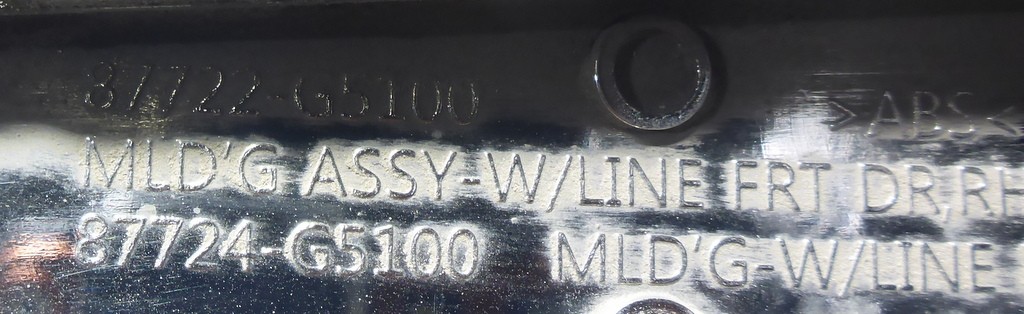 87722-G5100 >ABS<
MLD'G ASSY-W/LINE FRT DR,RH
87724-G5100 MLD'G-W/LINE